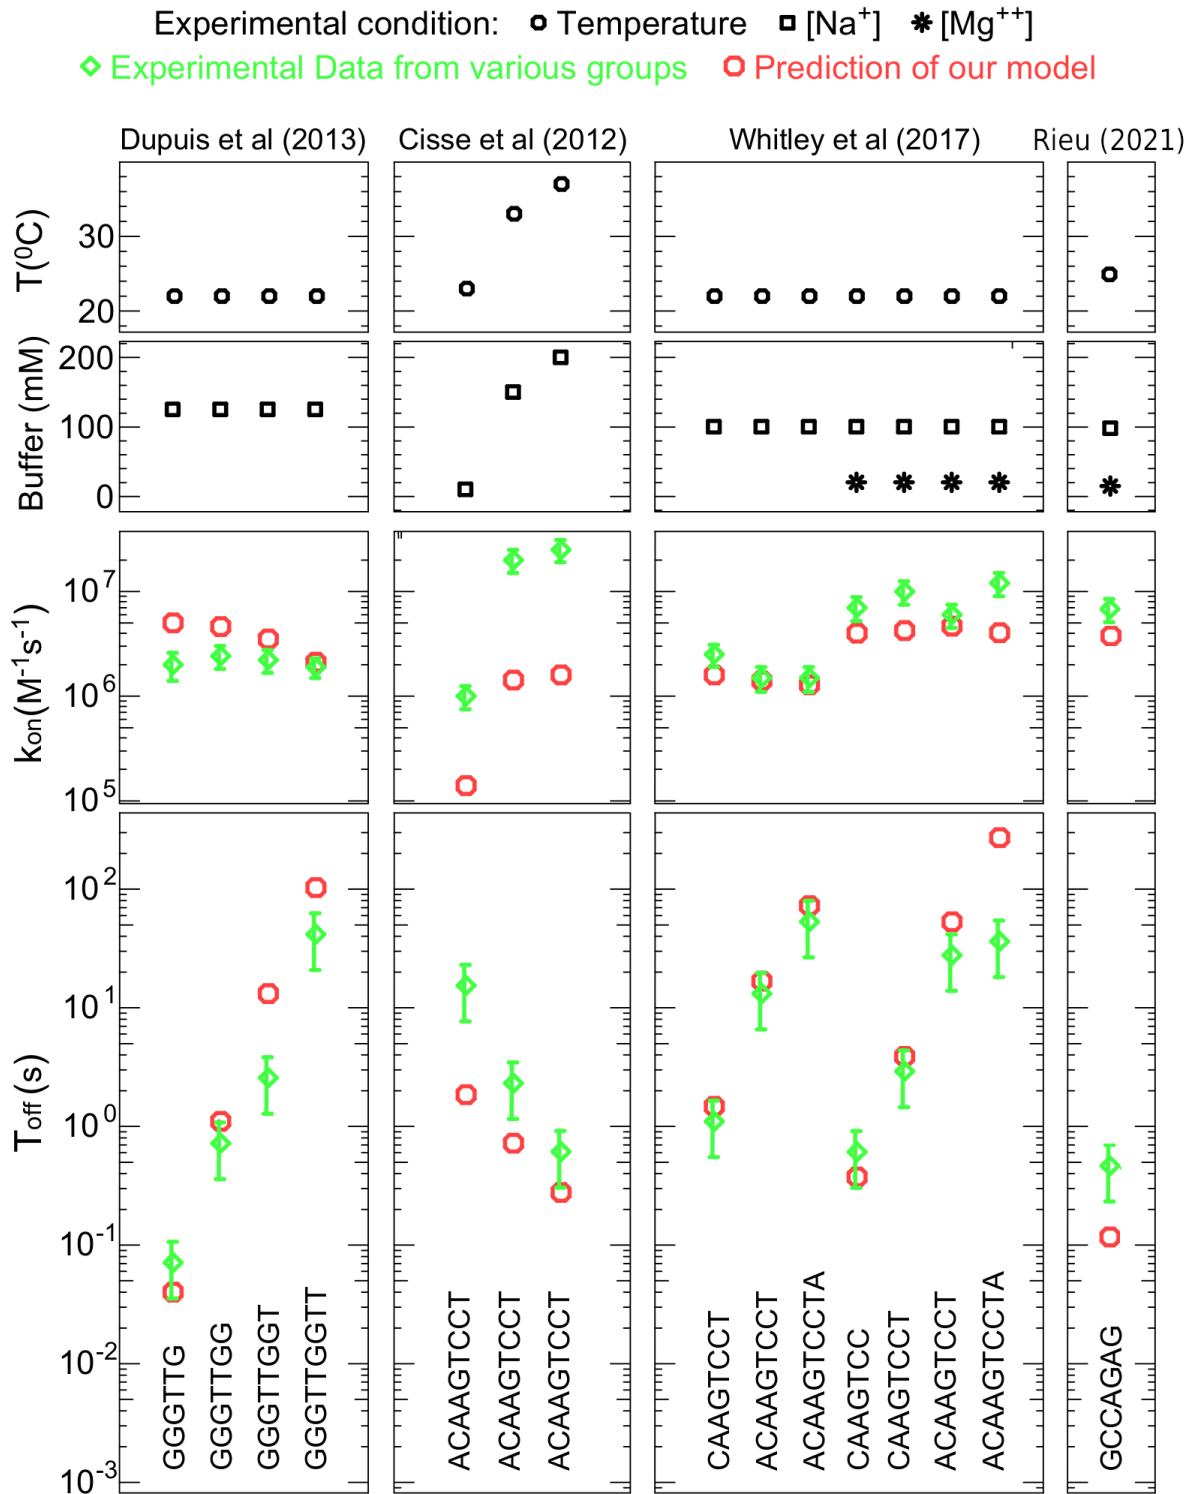 Experimental condition: Temperature [Na⁺] [Mg⁺⁺]
Experimental Data from various groups Prediction of our model
Dupuis et al (2013) Cisse et al (2012) Whitley et al (2017) Rieu (2021)
T(⁰C)
30
20
Buffer (mM)
200
100
0
kon(M⁻¹s⁻¹)
10⁷
10⁶
10⁵
Toff (s)
10²
10¹
10⁰
10⁻¹
10⁻²
10⁻³
GGGTTG
GGGTTGG
GGGTTGGT
GGGTTGGTT
ACAAGTCCT
ACAAGTCCT
ACAAGTCCT
CAAGTCCT
ACAAGTCCT
ACAAGTCCTA
CAAGTCC
CAAGTCCT
ACAAGTCCT
ACAAGTCCTA
GCCAGAG